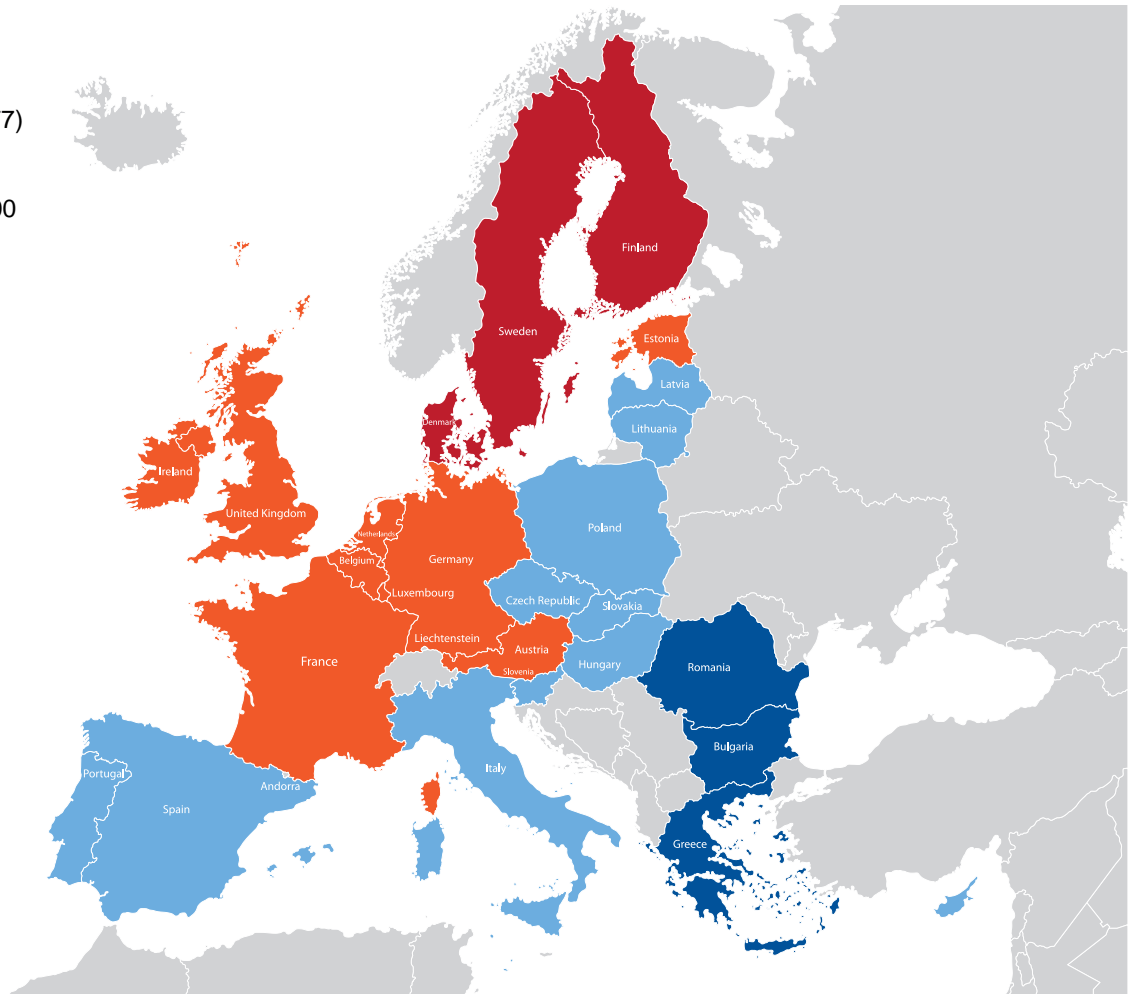 7)
00
Finland
Sweden
Estonia
Latvia
Denmark
Lithuania
Ireland
United Kingdom
Netherlands
Poland
Belgium
Germany
Luxembourg
Czech Republic
Slovakia
Liechtenstein
Austria
France
Hungary
Romania
Slovenia
Bulgaria
Italy
Portugal
Andorra
Spain
Greece